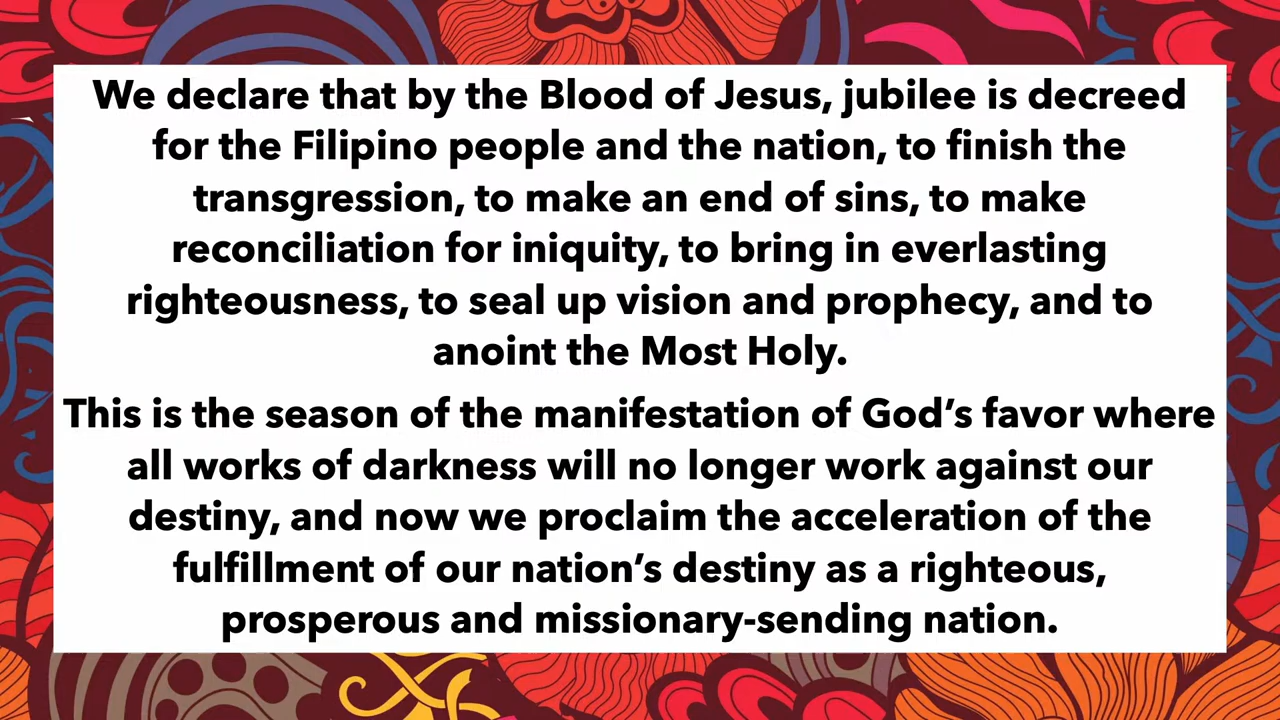 We declare that by the Blood of Jesus, jubilee is decreed
for the Filipino people and the nation, to finish the
transgression, to make an end of sins, to make
reconciliation for iniquity, to bring in everlasting
righteousness, to seal up vision and prophecy, and to
anoint the Most Holy.
This is the season of the manifestation of God’s favor where
all works of darkness will no longer work against our
destiny, and now we proclaim the acceleration of the
fulfillment of our nation’s destiny as a righteous,
prosperous and missionary-sending nation.